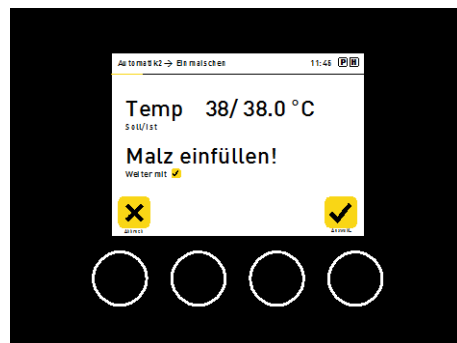 Automatik2 → Einmaischen 11:45 P H
Temp 38/ 38.0 °C
Soll/Ist
Malz einfüllen!
Weiter mit ✔